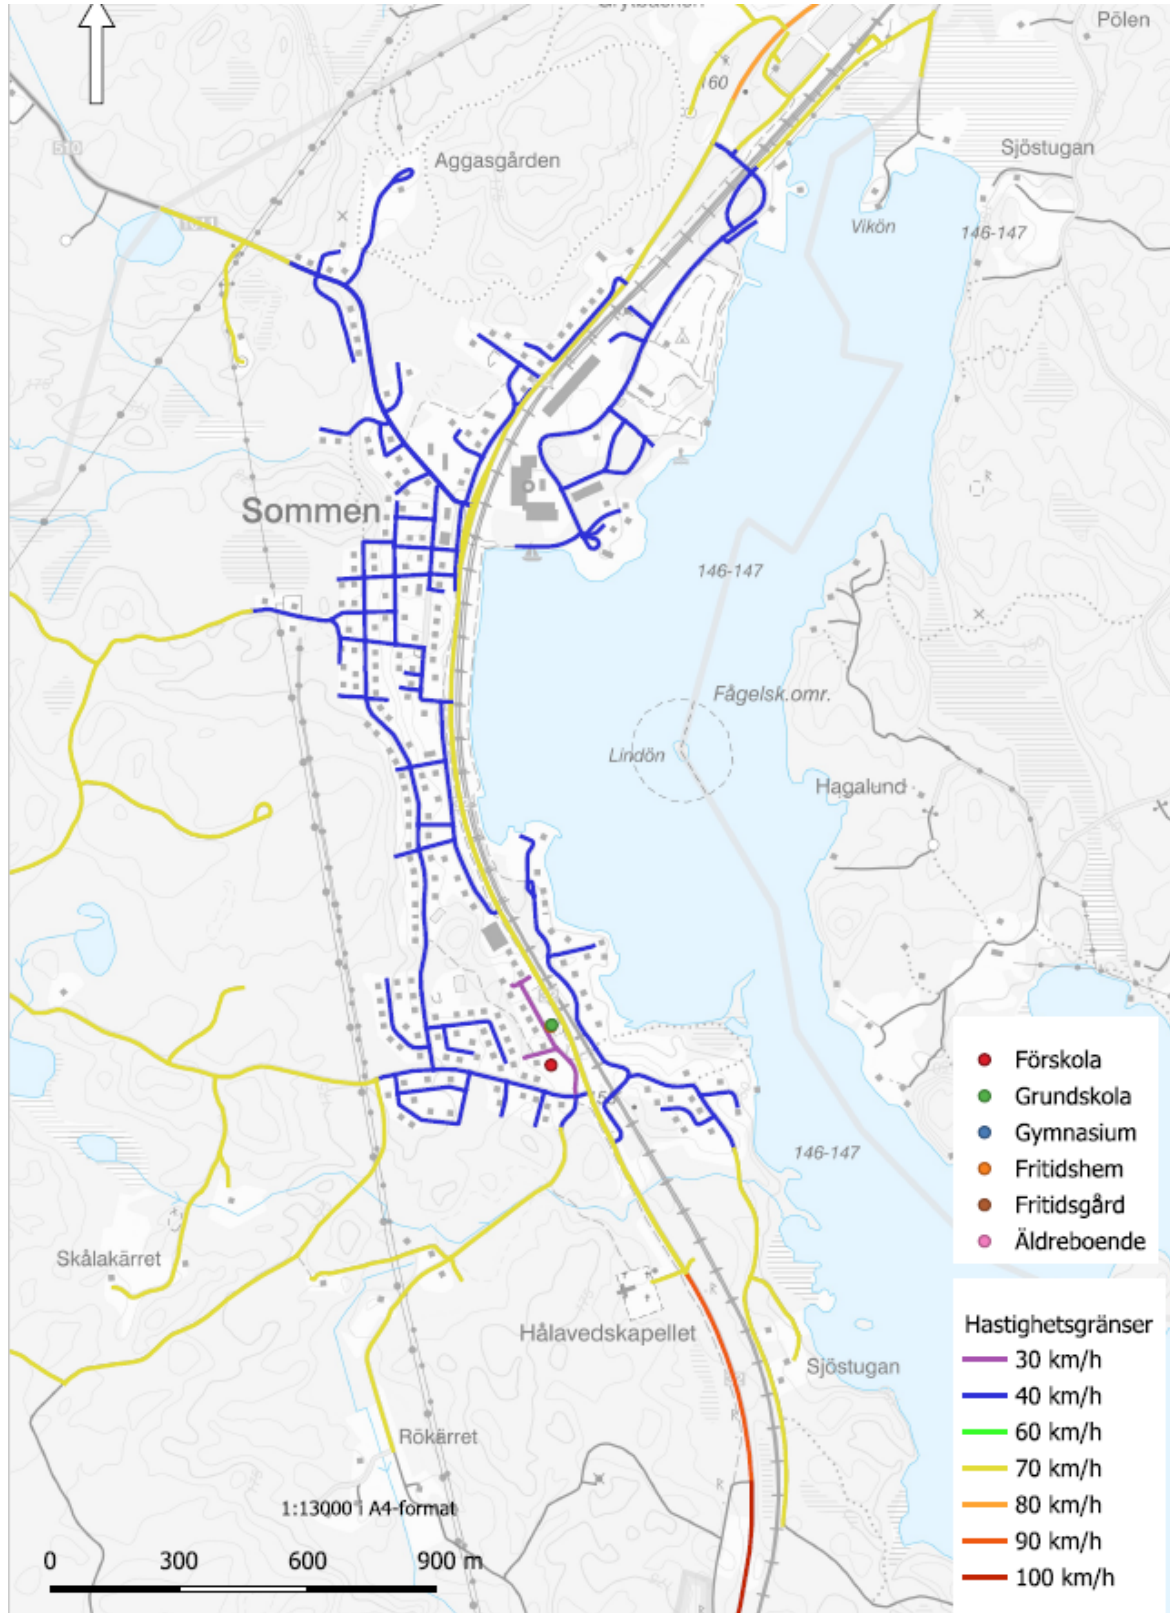 Pölen
160
510
Aggasgården
Sjöstugan
Vikön
146-147
Sommen
146-147
Fågelsk.omr.
Lindön
Hagalund
Förskola
Grundskola
Gymnasium
146-147
Fritidshem
Fritidsgård
Äldreboende
Skålakärret
Hålavedskapellet
Sjöstugan
Hastighetsgränser
30 km/h
40 km/h
60 km/h
70 km/h
80 km/h
90 km/h
100 km/h
Rökärret
1:13000 i A4-format
0 300 600 900 m